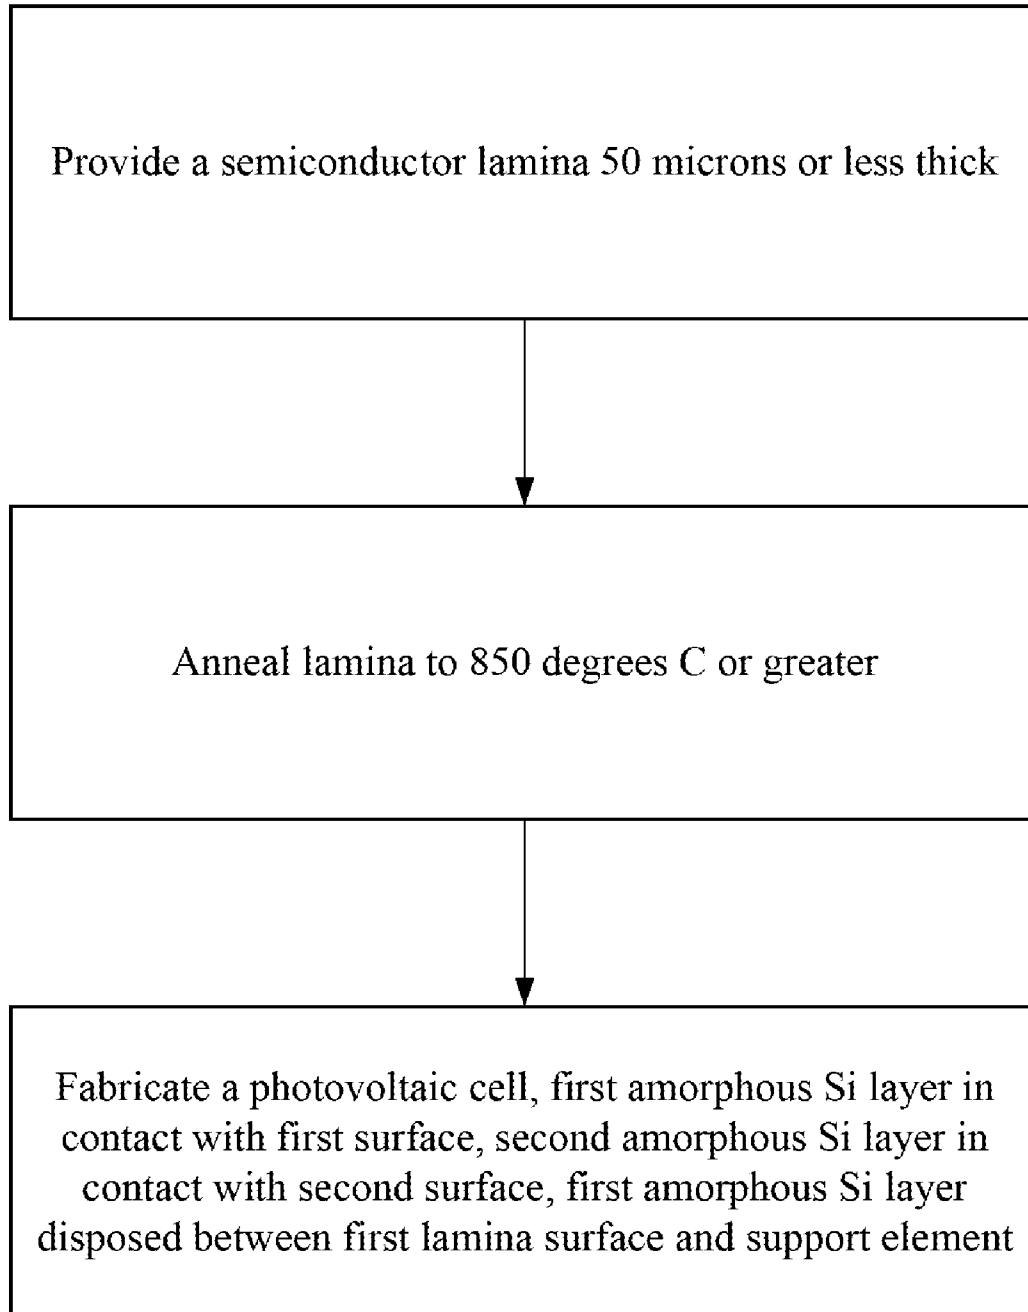 Provide a semiconductor lamina 50 microns or less thick
Anneal lamina to 850 degrees C or greater
Fabricate a photovoltaic cell, first amorphous Si layer in
contact with first surface, second amorphous Si layer in
contact with second surface, first amorphous Si layer
disposed between first lamina surface and support element